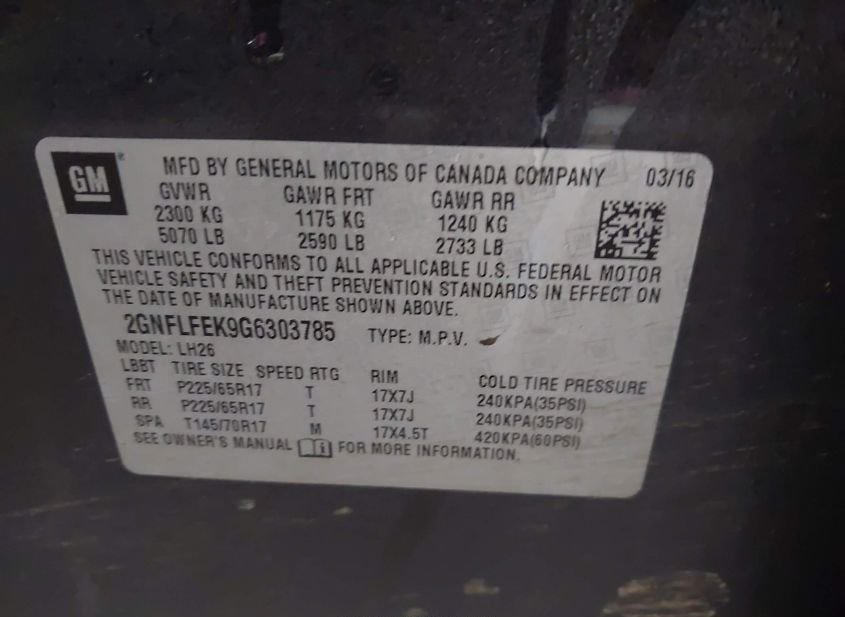 GM
MFD BY GENERAL MOTORS OF CANADA COMPANY 03/16
GVWR GAWR FRT GAWR RR
2300 KG 1175 KG 1240 KG
5070 LB 2590 LB 2733 LB
THIS VEHICLE CONFORMS TO ALL APPLICABLE U.S. FEDERAL MOTOR
VEHICLE SAFETY AND THEFT PREVENTION STANDARDS IN EFFECT ON
THE DATE OF MANUFACTURE SHOWN ABOVE.
2GNFLFEK9G6303785 TYPE: M.P.V.
MODEL: LH26
LBBT TIRE SIZE SPEED RTG RIM COLD TIRE PRESSURE
FRT P225/65R17 T 17X7J 240KPA(35PSI)
RR P225/65R17 T 17X7J 240KPA(35PSI)
SPA T145/70R17 M 17X4.5T 420KPA(60PSI)
SEE OWNER'S MANUAL FOR MORE INFORMATION.